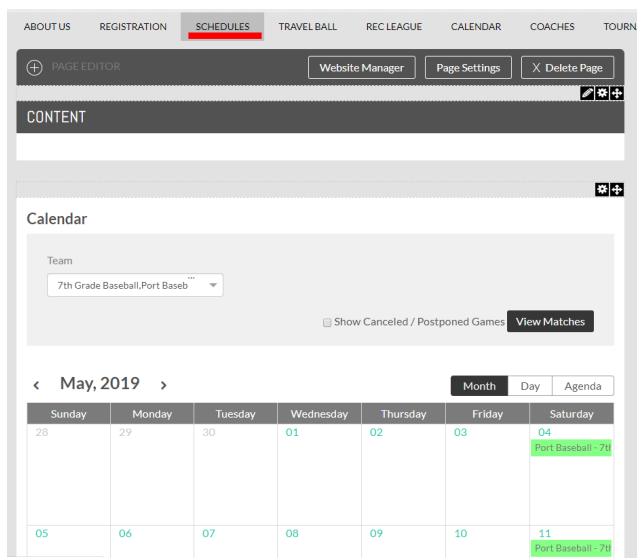 ABOUT US REGISTRATION SCHEDULES TRAVEL BALL REC LEAGUE CALENDAR COACHES TOURN
PAGE EDITOR Website Manager Page Settings X Delete Page
CONTENT
Calendar
Team
7th Grade Baseball,Port Baseb ...
Show Canceled / Postponed Games View Matches
‹ May, 2019 › Month Day Agenda
Sunday Monday Tuesday Wednesday Thursday Friday Saturday
28 29 30 01 02 03 04
Port Baseball - 7th
05 06 07 08 09 10 11
Port Baseball - 7th